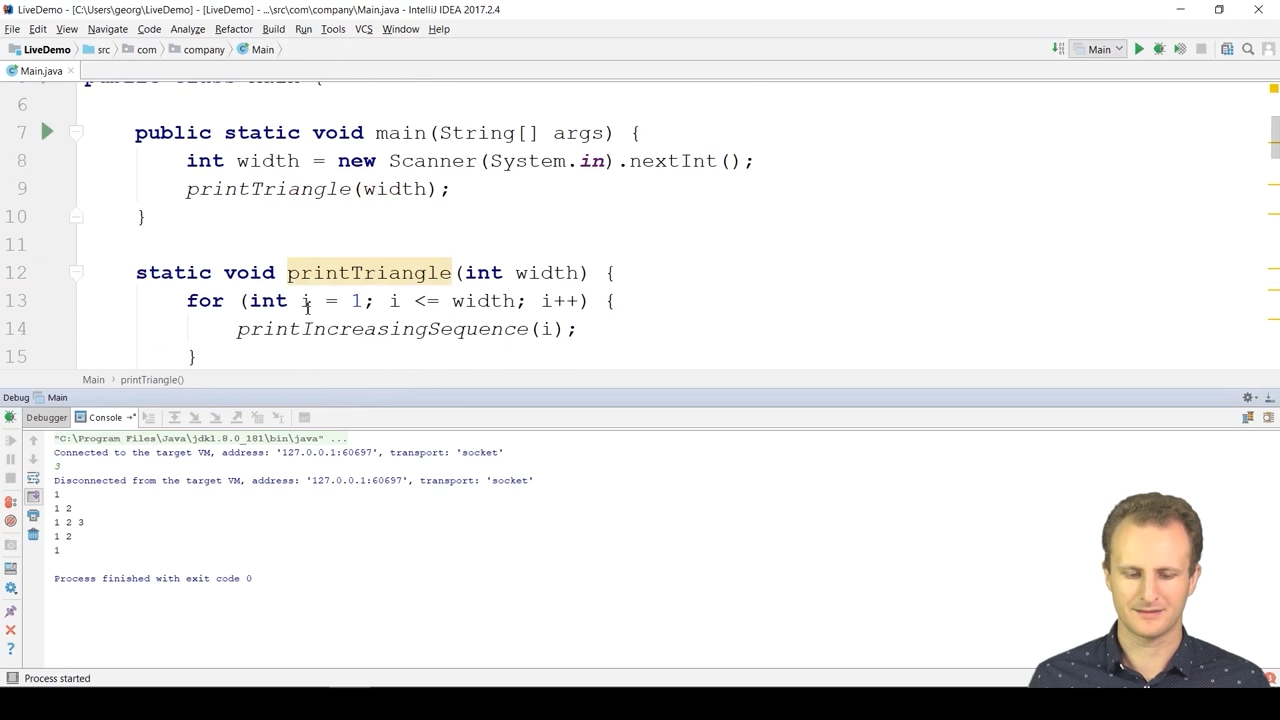 LiveDemo - [C:\Users\georg\LiveDemo] - [LiveDemo] - ...\src\com\company\Main.java - IntelliJ IDEA 2017.2.4
File Edit View Navigate Code Analyze Refactor Build Run Tools VCS Window Help
LiveDemo src com company Main Main
Main.java
6
7 public static void main(String[] args) {
8 int width = new Scanner(System.in).nextInt();
9 printTriangle(width);
10 }
11
12 static void printTriangle(int width) {
13 for (int i = 1; i <= width; i++) {
14 printIncreasingSequence(i);
15 }
Main printTriangle()
Debug Main
Debugger Console
"C:\Program Files\Java\jdk1.8.0_181\bin\java" ...
Connected to the target VM, address: '127.0.0.1:60697', transport: 'socket'
3
Disconnected from the target VM, address: '127.0.0.1:60697', transport: 'socket'
1
1 2
1 2 3
1 2
1
Process finished with exit code 0
Process started